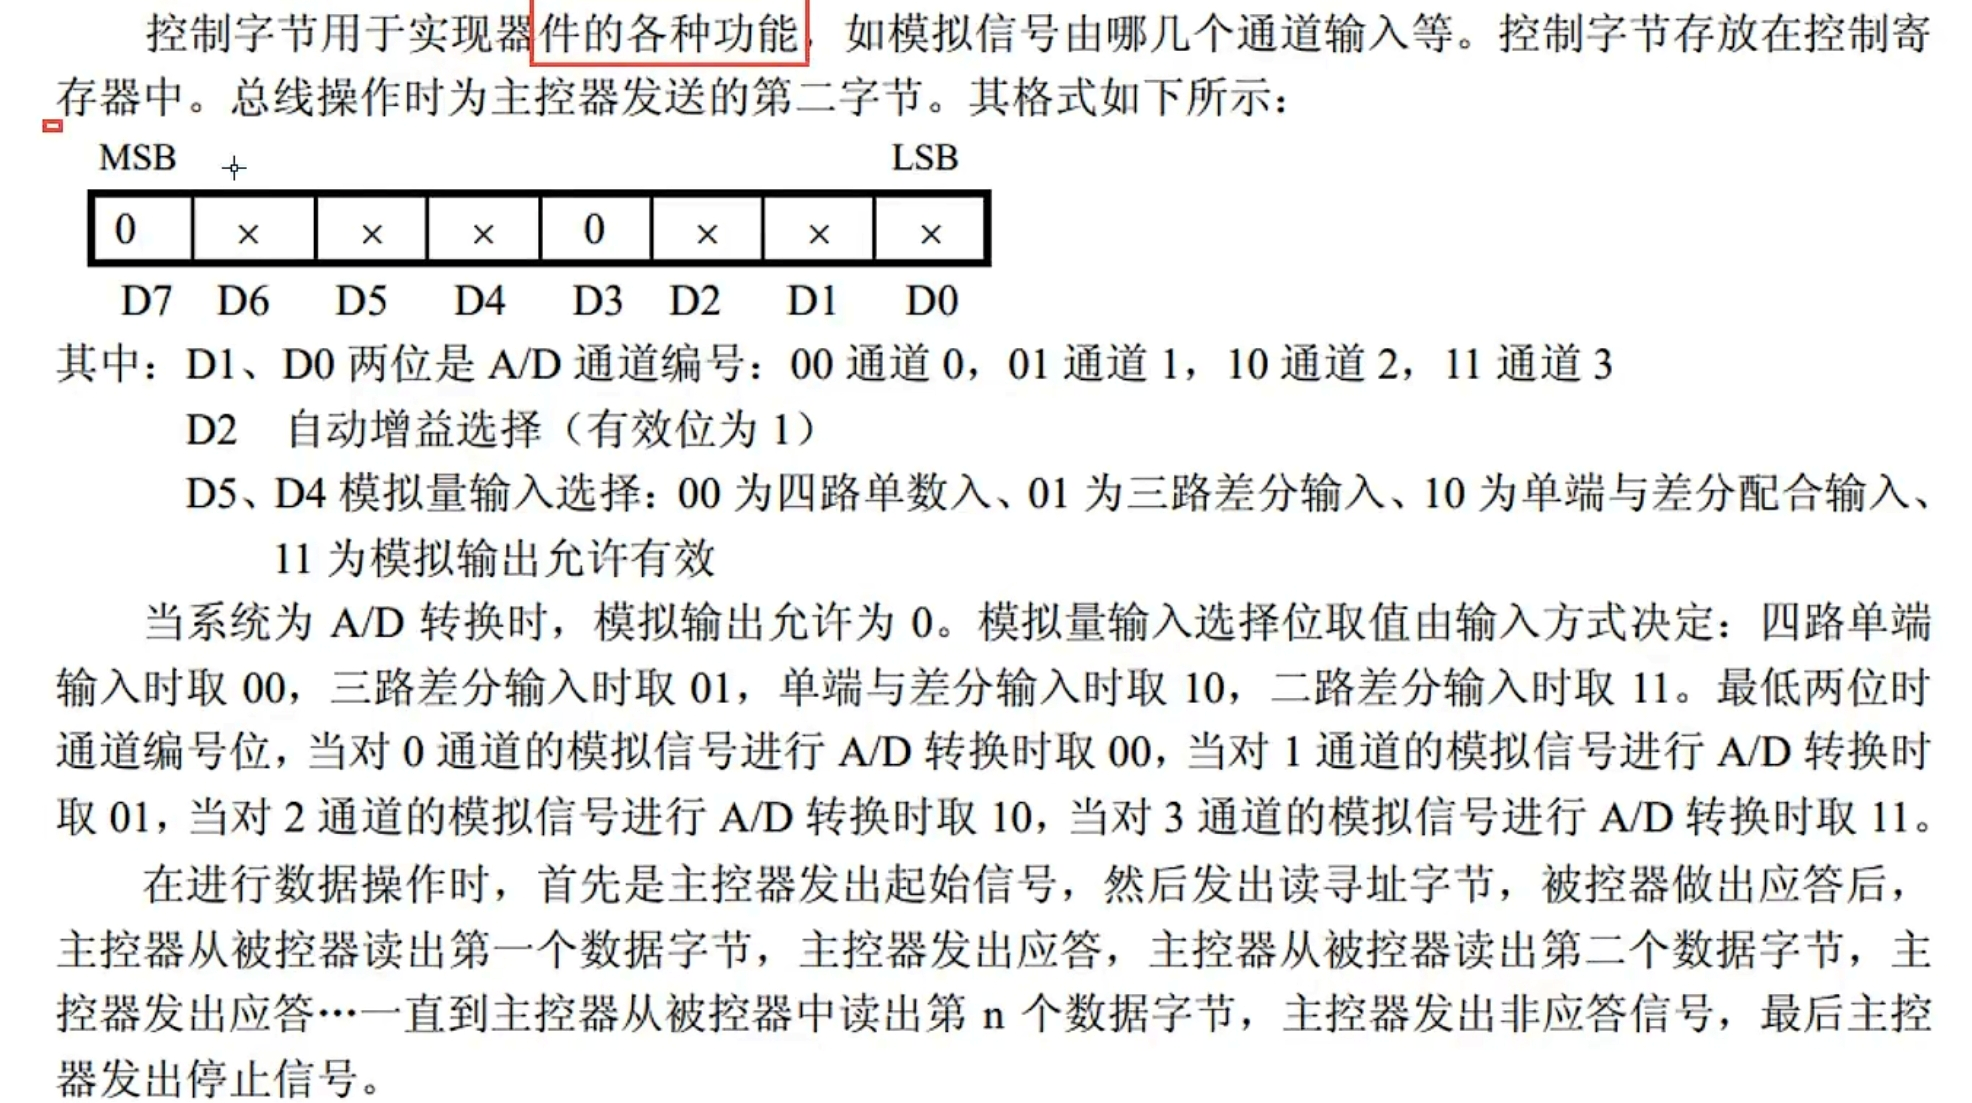 控制字节用于实现器件的各种功能，如模拟信号由哪几个通道输入等。控制字节存放在控制寄
存器中。总线操作时为主控器发送的第二字节。其格式如下所示：
MSB LSB
0 × × × 0 × × ×
D7 D6 D5 D4 D3 D2 D1 D0
其中：D1、D0 两位是 A/D 通道编号：00 通道 0，01 通道 1，10 通道 2，11 通道 3
D2 自动增益选择（有效位为 1）
D5、D4 模拟量输入选择：00 为四路单数入、01 为三路差分输入、10 为单端与差分配合输入、
11 为模拟输出允许有效
当系统为 A/D 转换时，模拟输出允许为 0。模拟量输入选择位取值由输入方式决定：四路单端
输入时取 00，三路差分输入时取 01，单端与差分输入时取 10，二路差分输入时取 11。最低两位时
通道编号位，当对 0 通道的模拟信号进行 A/D 转换时取 00，当对 1 通道的模拟信号进行 A/D 转换时
取 01，当对 2 通道的模拟信号进行 A/D 转换时取 10，当对 3 通道的模拟信号进行 A/D 转换时取 11。
在进行数据操作时，首先是主控器发出起始信号，然后发出读寻址字节，被控器做出应答后，
主控器从被控器读出第一个数据字节，主控器发出应答，主控器从被控器读出第二个数据字节，主
控器发出应答…一直到主控器从被控器中读出第 n 个数据字节，主控器发出非应答信号，最后主控
器发出停止信号。